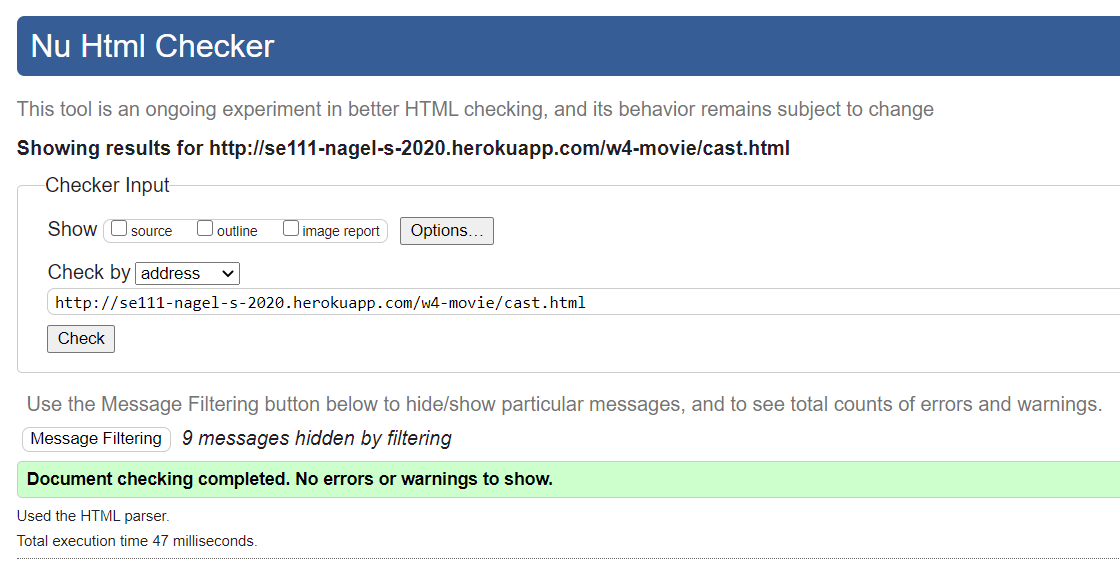 Nu Html Checker
This tool is an ongoing experiment in better HTML checking, and its behavior remains subject to change
Showing results for http://se111-nagel-s-2020.herokuapp.com/w4-movie/cast.html
Checker Input
Show source outline image report Options...
Check by address
http://se111-nagel-s-2020.herokuapp.com/w4-movie/cast.html
Check
Use the Message Filtering button below to hide/show particular messages, and to see total counts of errors and warnings.
Message Filtering 9 messages hidden by filtering
Document checking completed. No errors or warnings to show.
Used the HTML parser.
Total execution time 47 milliseconds.